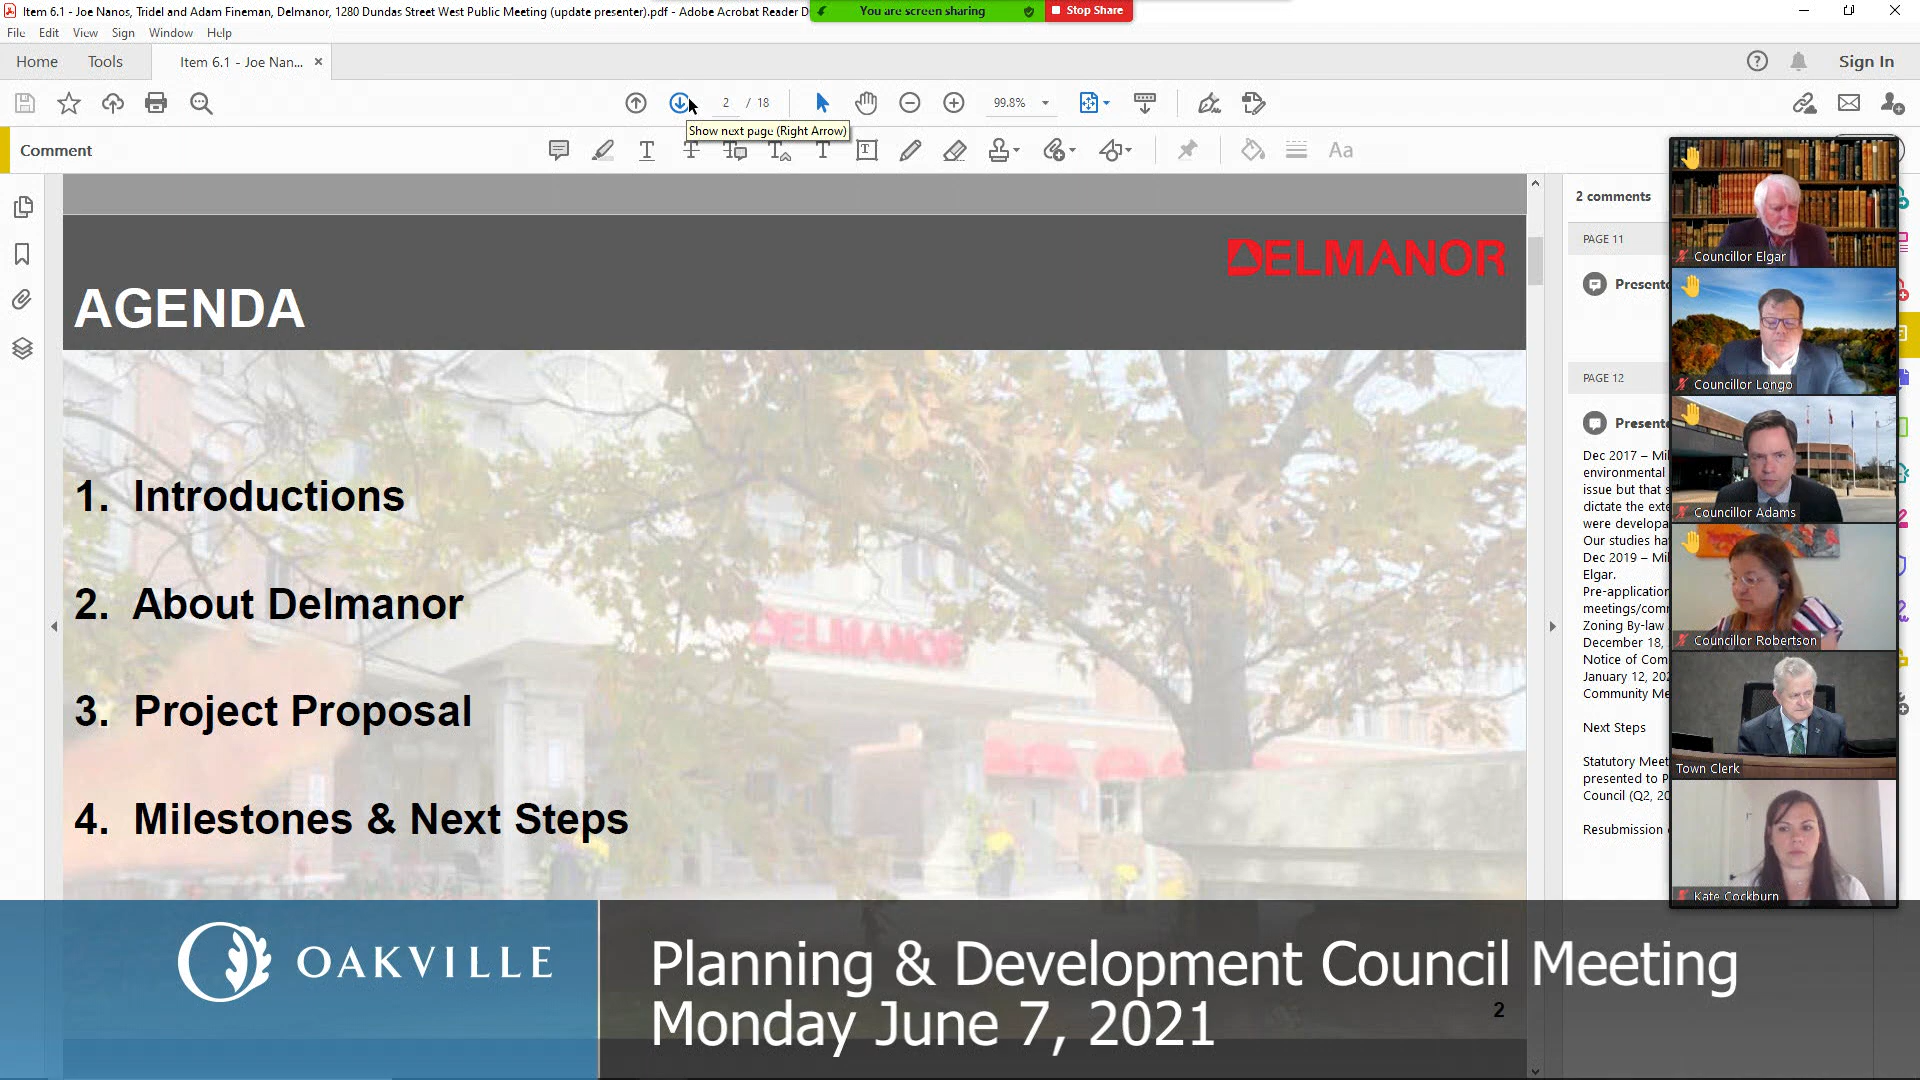 Item 6.1 - Joe Nanos, Tridel and Adam Fineman, Delmanor, 1280 Dundas Street West Public Meeting (update presenter).pdf - Adobe Acrobat Reader D
You are screen sharing
Stop Share
File Edit View Sign Window Help
Home Tools Item 6.1 - Joe Nan... ×
Sign In
2 / 18
99.8%
Show next page (Right Arrow)
Comment
Aa
2 comments
PAGE 11
Presente
PAGE 12
Presente
Dec 2017 – Mil
environmental
issue but that s
dictate the exte
were developa
Our studies ha
Dec 2019 – Mil
Elgar.
Pre-application
meetings/com
Zoning By-law
December 18,
Notice of Com
January 12, 202
Community Me
Next Steps
Statutory Meet
presented to P
Council (Q2, 20
Resubmission
DELMANOR
AGENDA
DELMANOR
1. Introductions
2. About Delmanor
3. Project Proposal
4. Milestones & Next Steps
2
Councillor Elgar
Councillor Longo
Councillor Adams
Councillor Robertson
Town Clerk
Kate Cockburn
OAKVILLE
Planning & Development Council Meeting
Monday June 7, 2021